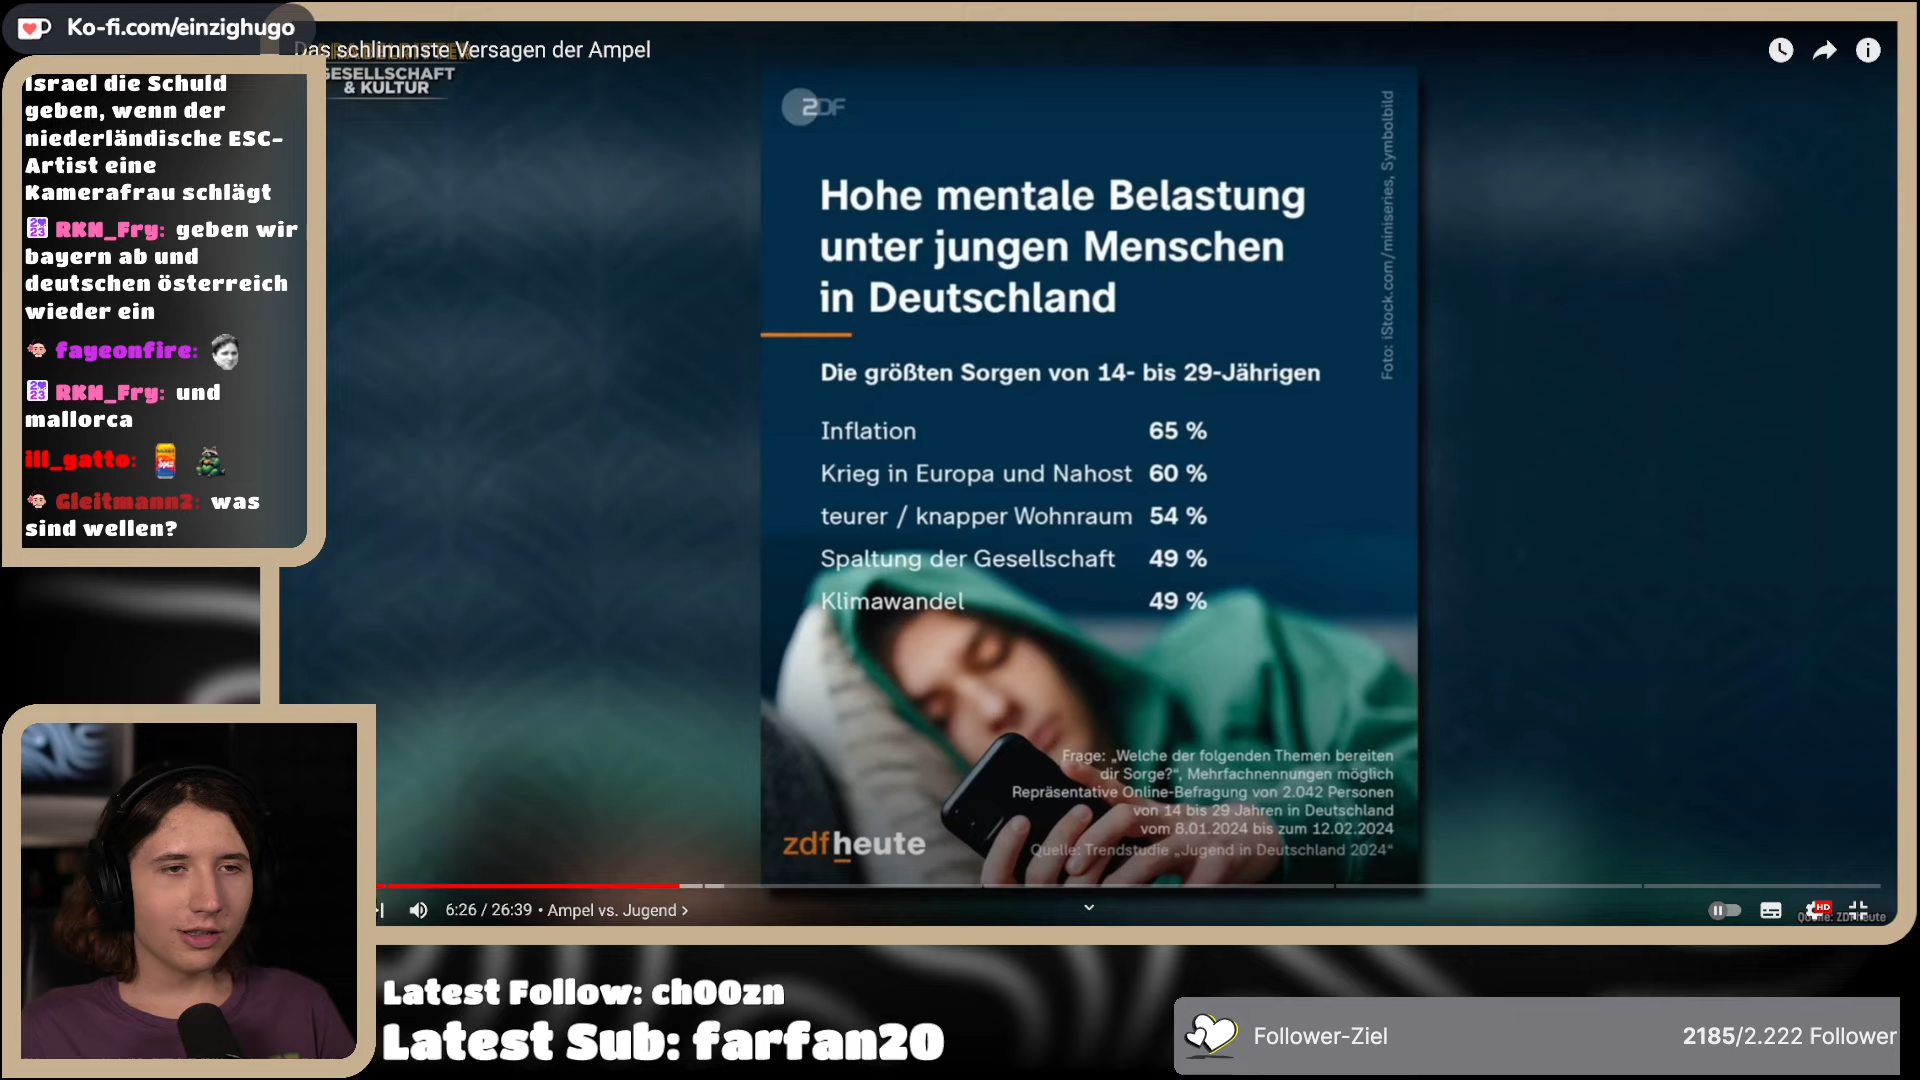 Ko-fi.com/einzighugo
Israel die Schuld
geben, wenn der
niederländische ESC-
Artist eine
Kamerafrau schlägt
RKN_Fry: geben wir
bayern ab und
deutschen österreich
wieder ein
fayeonfire:
RKN_Fry: und
mallorca
ill_gatto:
Gleitmann2: was
sind wellen?
Das schlimmste Versagen der Ampel
GESELLSCHAFT
& KULTUR
ZDF
Hohe mentale Belastung
unter jungen Menschen
in Deutschland
Die größten Sorgen von 14- bis 29-Jährigen
Inflation 65 %
Krieg in Europa und Nahost 60 %
teurer / knapper Wohnraum 54 %
Spaltung der Gesellschaft 49 %
Klimawandel 49 %
Foto: iStock.com/miniseries, Symbolbild
Frage: „Welche der folgenden Themen bereiten
dir Sorge?“, Mehrfachnennungen möglich
Repräsentative Online-Befragung von 2.042 Personen
von 14 bis 29 Jahren in Deutschland
vom 8.01.2024 bis zum 12.02.2024
Quelle: Trendstudie „Jugend in Deutschland 2024“
zdfheute
6:26 / 26:39 • Ampel vs. Jugend
HD
Quelle: ZDFheute
Latest Follow: ch00zn
Latest Sub: farfan20
Follower-Ziel 2185/2.222 Follower